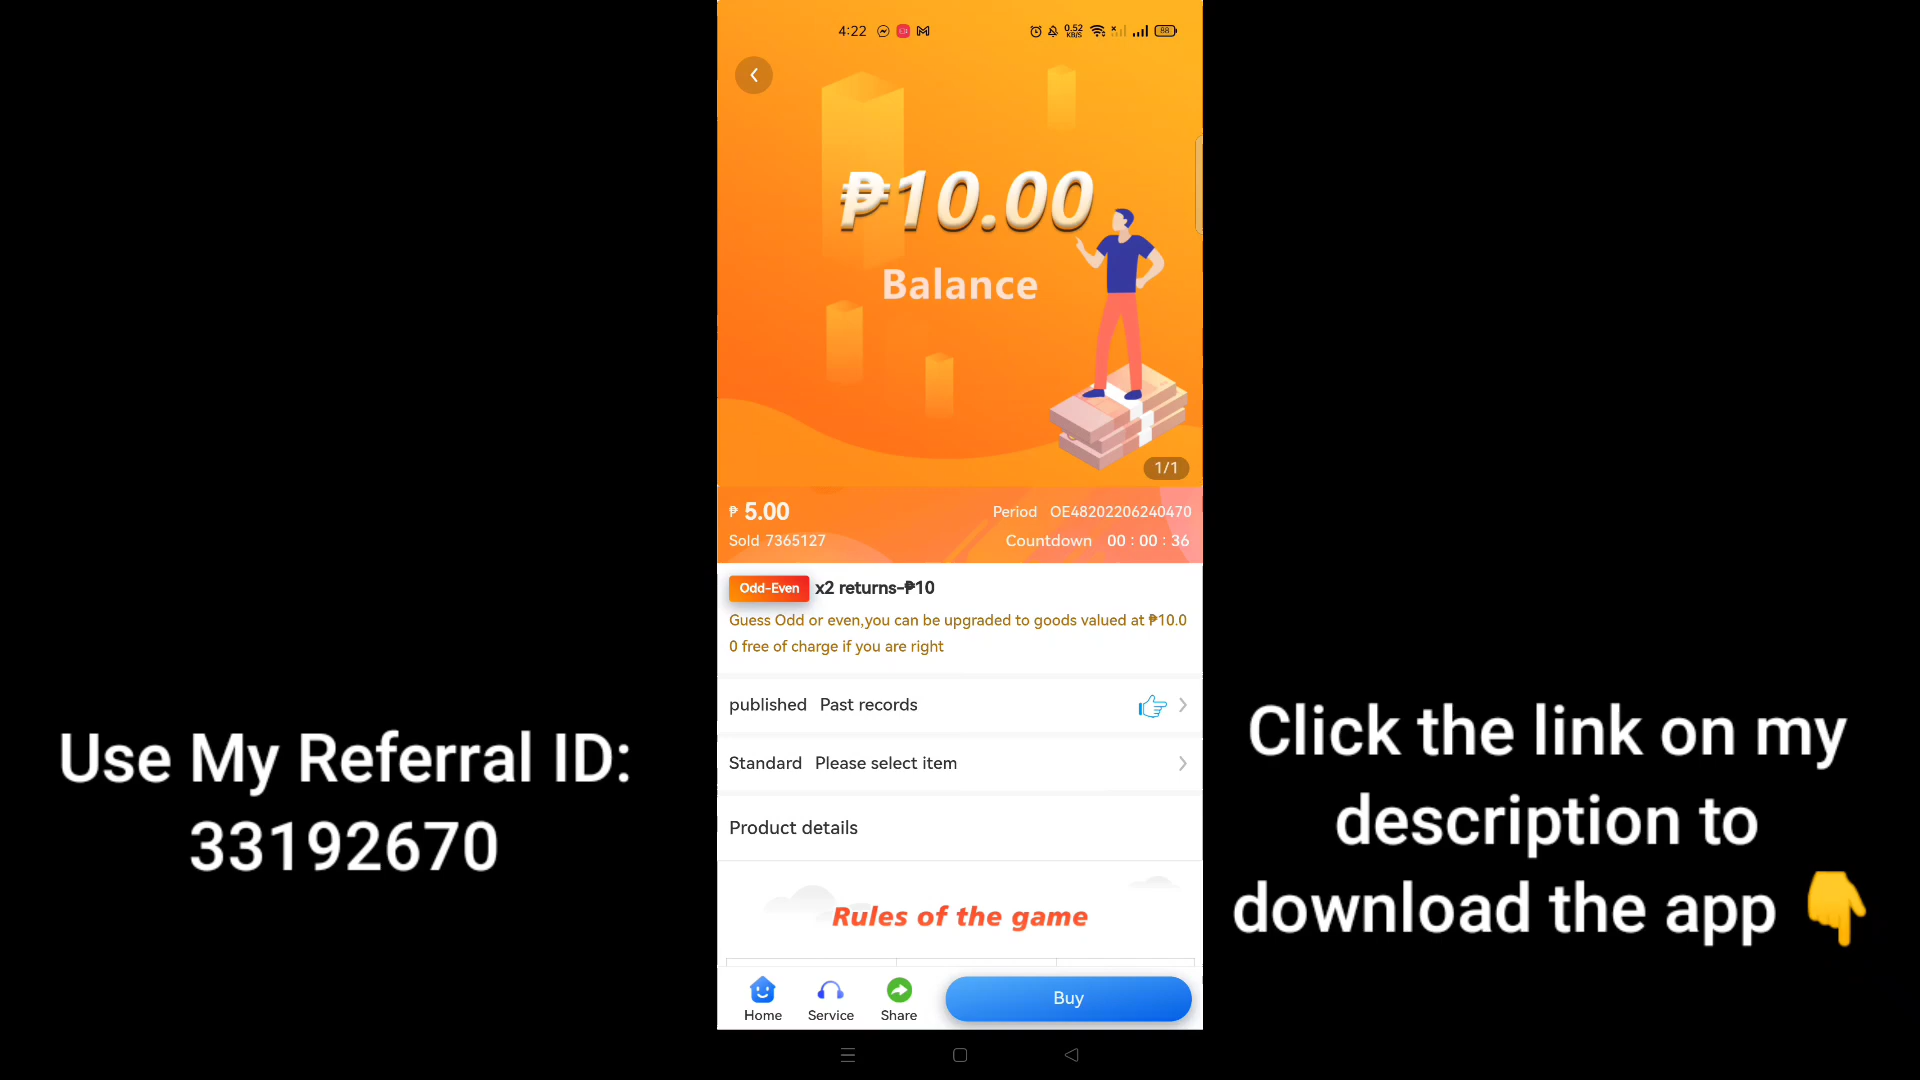 4:22
0.52
KB/S
88
₱10.00
Balance
1/1
₱ 5.00
Period OE48202206240470
Sold 7365127
Countdown 00 : 00 : 36
Odd-Even x2 returns-₱10
Guess Odd or even,you can be upgraded to goods valued at ₱10.0
0 free of charge if you are right
published Past records
Standard Please select item
Product details
Rules of the game
Home
Service
Share
Buy
Use My Referral ID:
33192670
Click the link on my
description to
download the app 👇